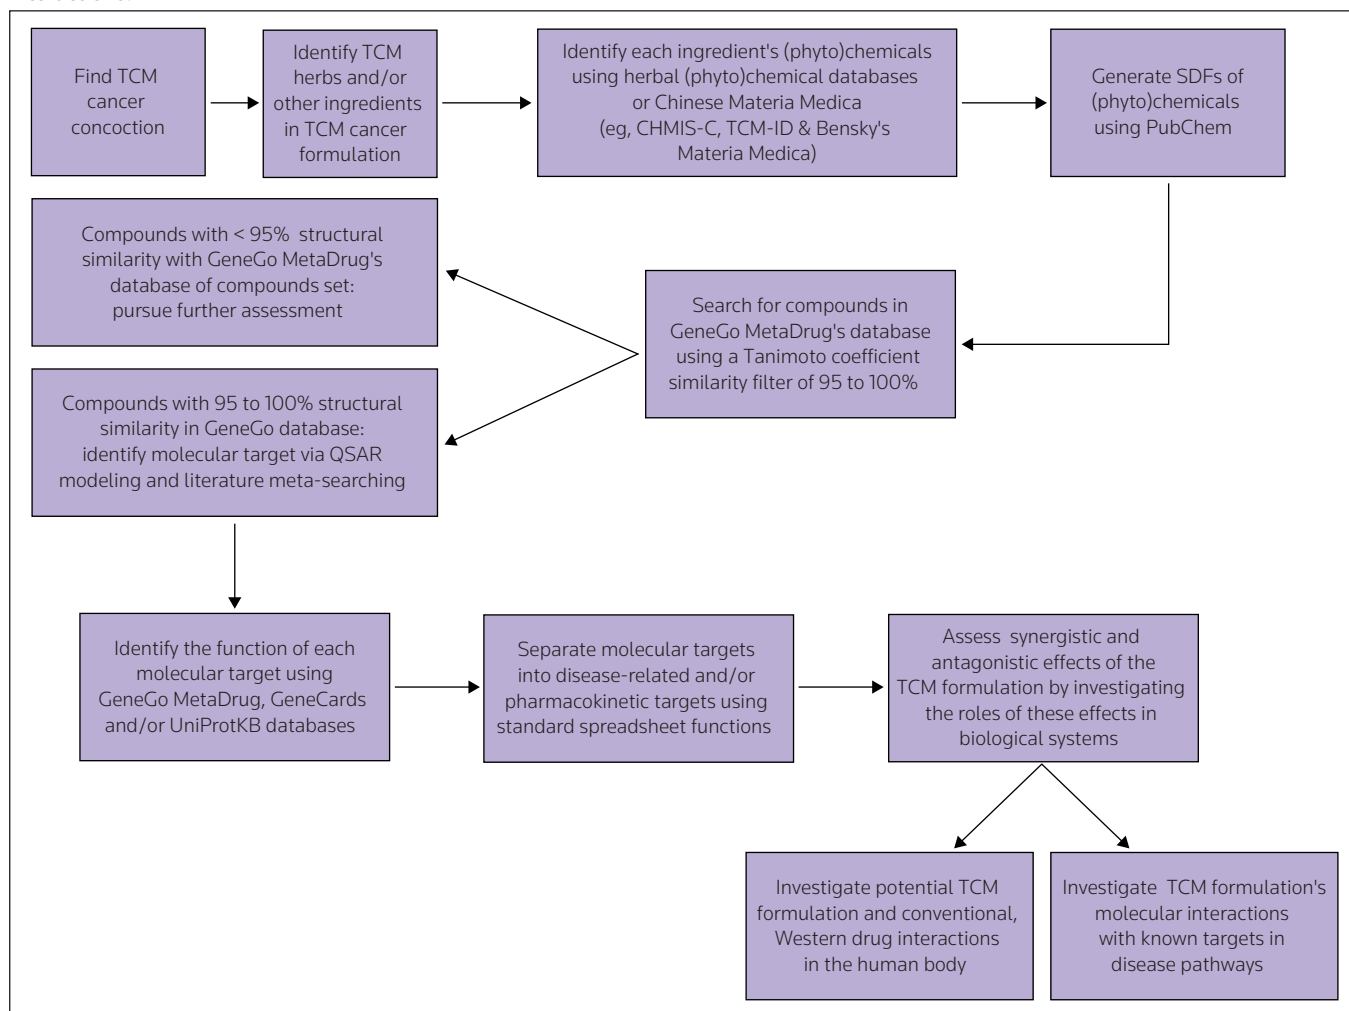 Find TCM
cancer
concoction
Identify TCM
herbs and/or
other ingredients
in TCM cancer
formulation
Identify each ingredient's (phyto)chemicals
using herbal (phyto)chemical databases
or Chinese Materia Medica
(eg, CHMIS-C, TCM-ID & Bensky's
Materia Medica)
Generate SDFs of
(phyto)chemicals
using PubChem
Compounds with < 95% structural
similarity with GeneGo MetaDrug's
database of compounds set:
pursue further assessment
Search for compounds in
GeneGo MetaDrug's database
using a Tanimoto coefficient
similarity filter of 95 to 100%
Compounds with 95 to 100% structural
similarity in GeneGo database:
identify molecular target via QSAR
modeling and literature meta-searching
Identify the function of each
molecular target using
GeneGo MetaDrug, GeneCards
and/or UniProtKB databases
Separate molecular targets
into disease-related and/or
pharmacokinetic targets using
standard spreadsheet functions
Assess synergistic and
antagonistic effects of the
TCM formulation by investigating
the roles of these effects in
biological systems
Investigate potential TCM
formulation and conventional,
Western drug interactions
in the human body
Investigate TCM formulation's
molecular interactions
with known targets in
disease pathways